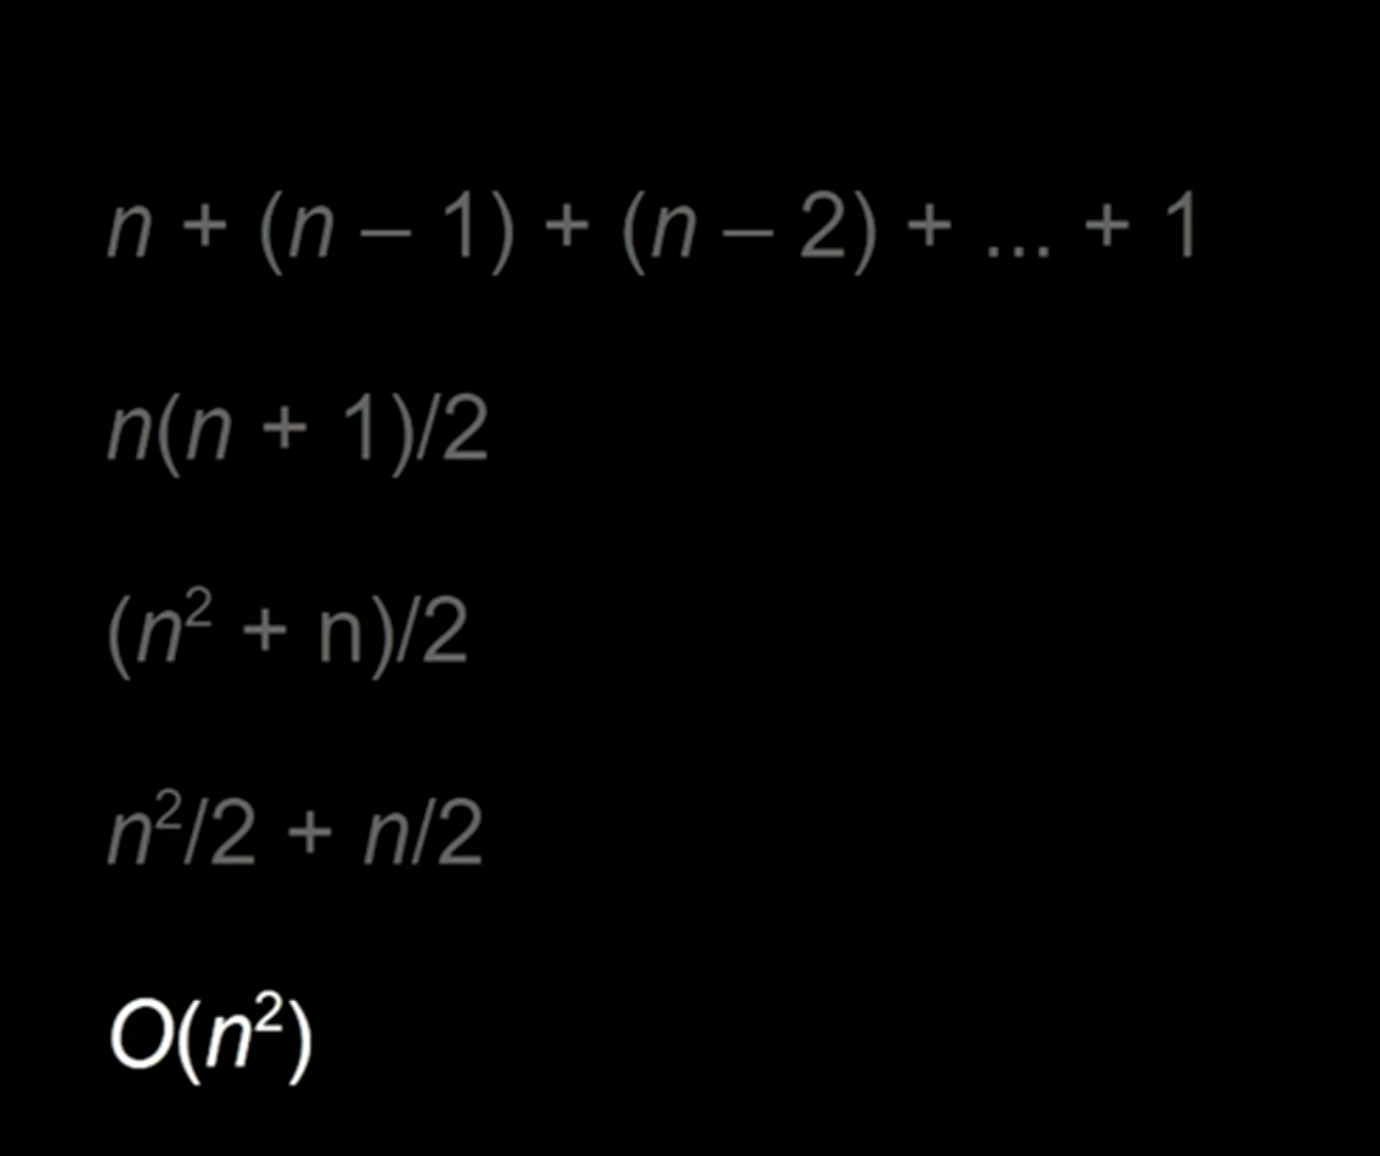 n + (n – 1) + (n – 2) + ... + 1
n(n + 1)/2
(n² + n)/2
n²/2 + n/2
O(n²)